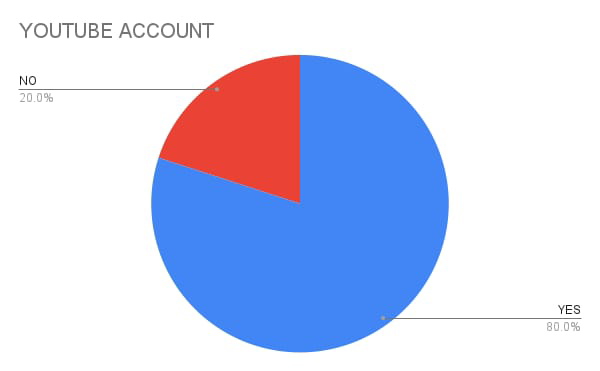 YOUTUBE ACCOUNT
NO
20.0%
YES
80.0%